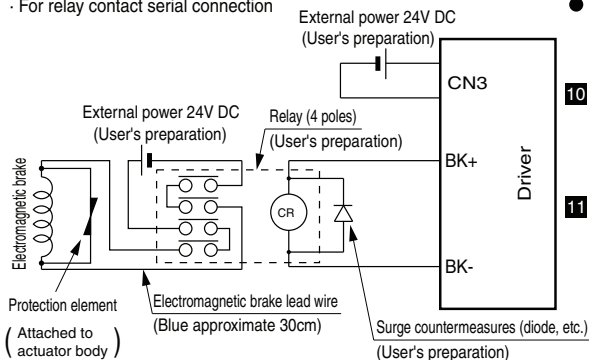 · For relay contact serial connection
External power 24V DC
(User's preparation)
CN3
10
External power 24V DC
(User's preparation)
Relay (4 poles)
(User's preparation)
Electromagnetic brake
CR
BK+
Driver
11
BK-
Protection element
( Attached to
actuator body )
Electromagnetic brake lead wire
(Blue approximate 30cm)
Surge countermeasures (diode, etc.)
(User's preparation)